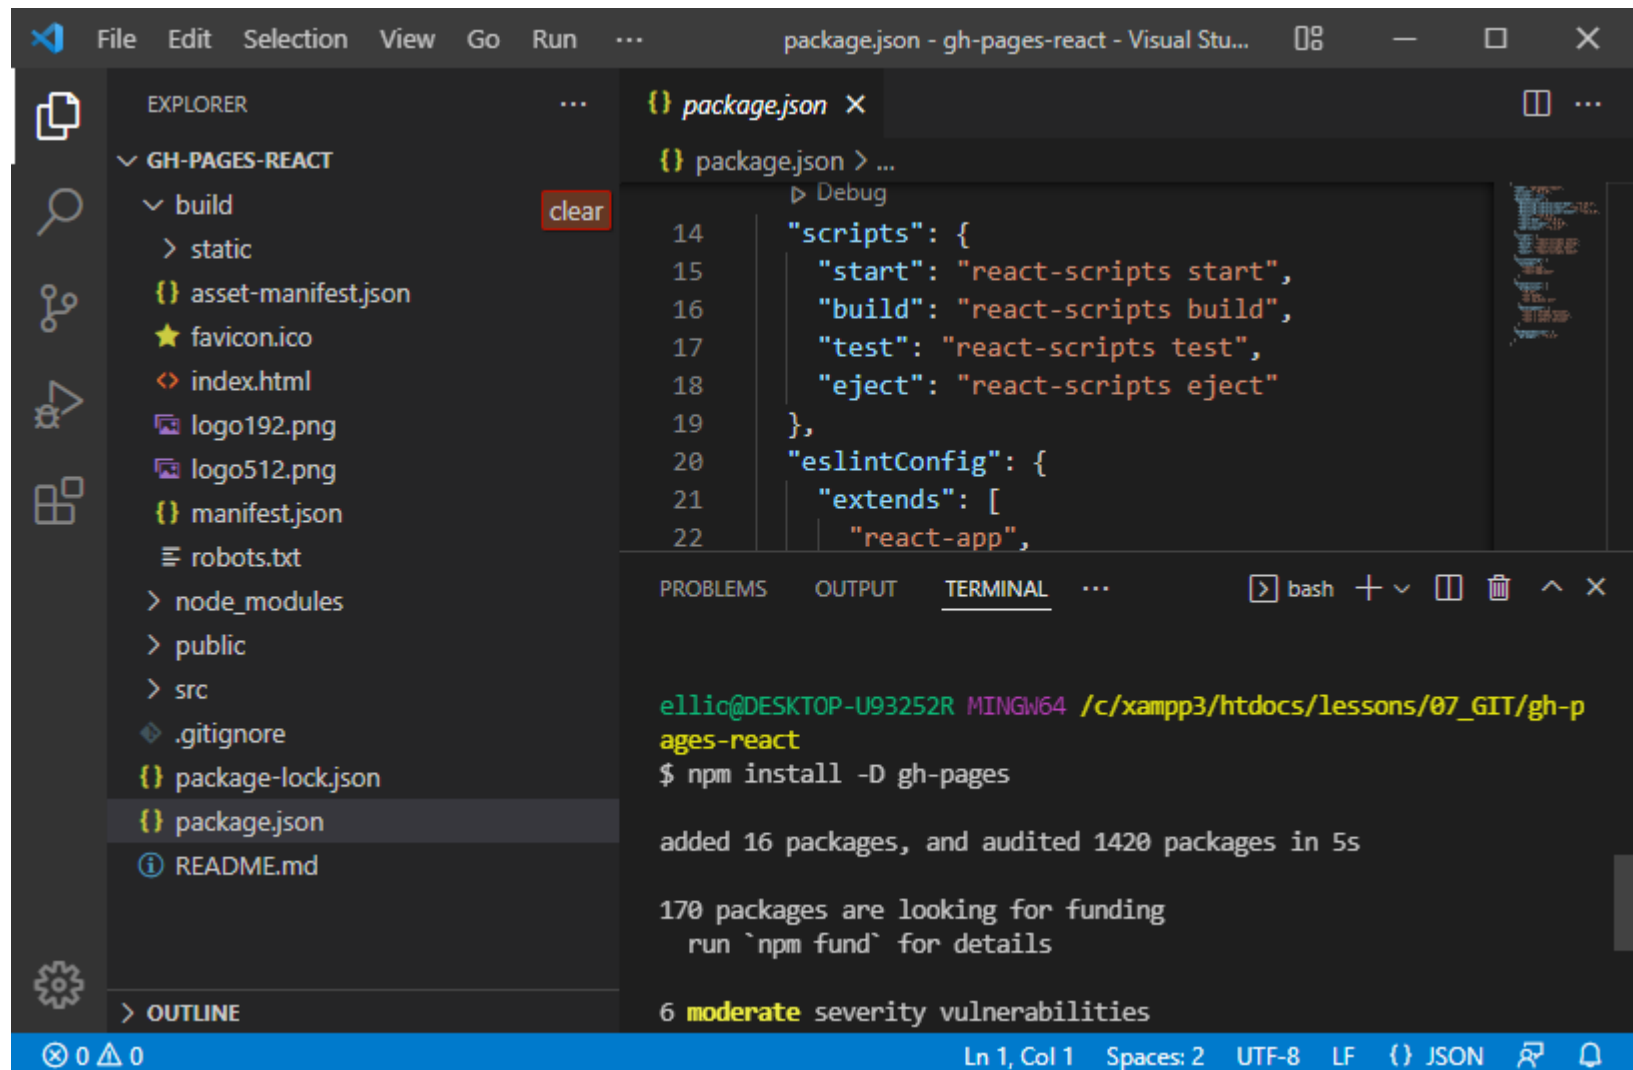 File Edit Selection View Go Run ... package.json - gh-pages-react - Visual Stu...
EXPLORER ...
GH-PAGES-REACT
build
clear
static
{} asset-manifest.json
favicon.ico
<> index.html
logo192.png
logo512.png
{} manifest.json
robots.txt
node_modules
public
src
.gitignore
{} package-lock.json
{} package.json
README.md
OUTLINE
{} package.json ...
{} package.json > ...
Debug
14 "scripts": {
15 "start": "react-scripts start",
16 "build": "react-scripts build",
17 "test": "react-scripts test",
18 "eject": "react-scripts eject"
19 },
20 "eslintConfig": {
21 "extends": [
22 "react-app",
PROBLEMS OUTPUT TERMINAL ... bash
ellio@DESKTOP-U93252R MINGW64 /c/xampp3/htdocs/lessons/07_GIT/gh-p
ages-react
$ npm install -D gh-pages
added 16 packages, and audited 1420 packages in 5s
170 packages are looking for funding
run `npm fund` for details
6 moderate severity vulnerabilities
0 0 Ln 1, Col 1 Spaces: 2 UTF-8 LF {} JSON